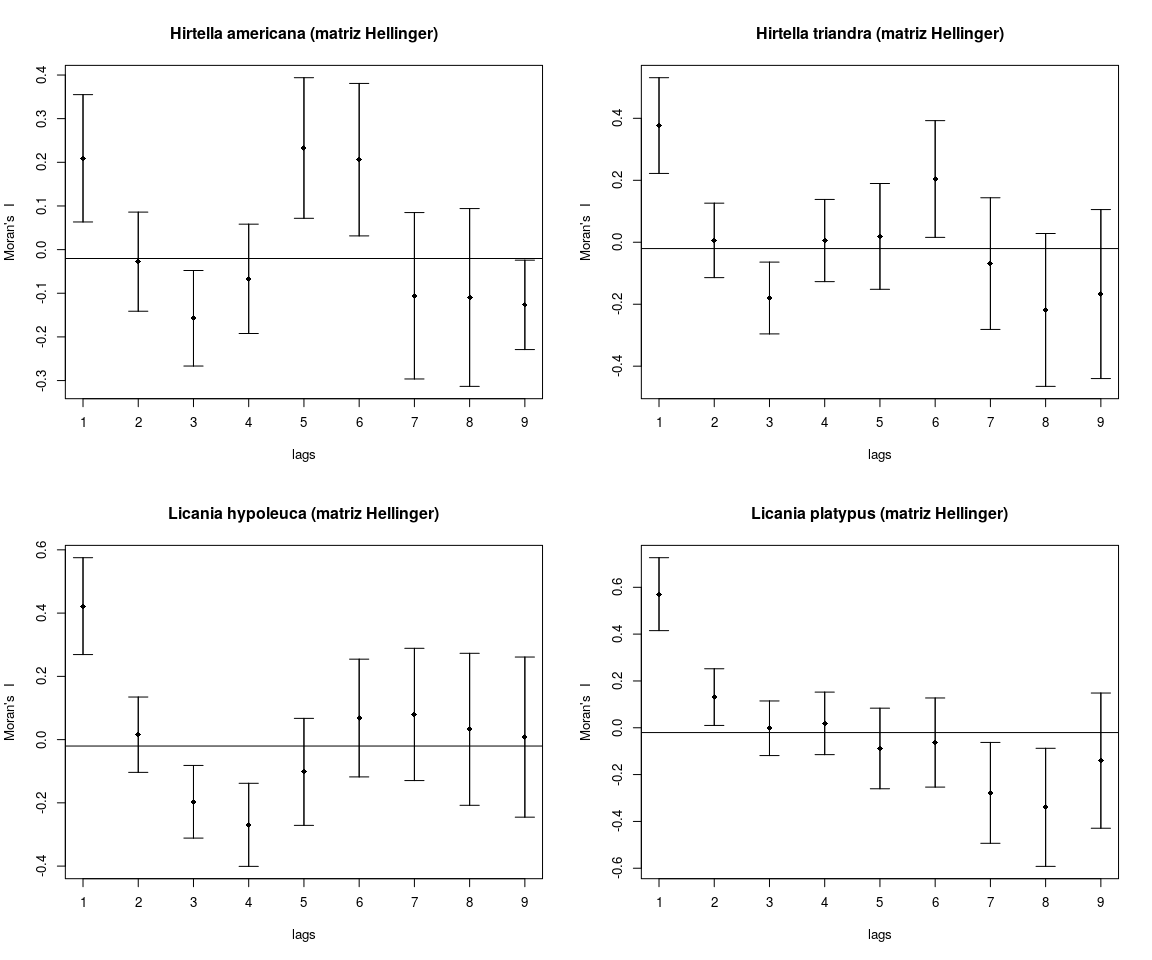 Hirtella americana (matriz Hellinger)
Moran's I
0.4
0.3
0.2
0.1
0.0
-0.1
-0.2
-0.3
1 2 3 4 5 6 7 8 9
lags
Hirtella triandra (matriz Hellinger)
Moran's I
0.4
0.2
0.0
-0.2
-0.4
1 2 3 4 5 6 7 8 9
lags
Licania hypoleuca (matriz Hellinger)
Moran's I
0.6
0.4
0.2
0.0
-0.2
-0.4
1 2 3 4 5 6 7 8 9
lags
Licania platypus (matriz Hellinger)
Moran's I
0.6
0.4
0.2
0.0
-0.2
-0.4
-0.6
1 2 3 4 5 6 7 8 9
lags